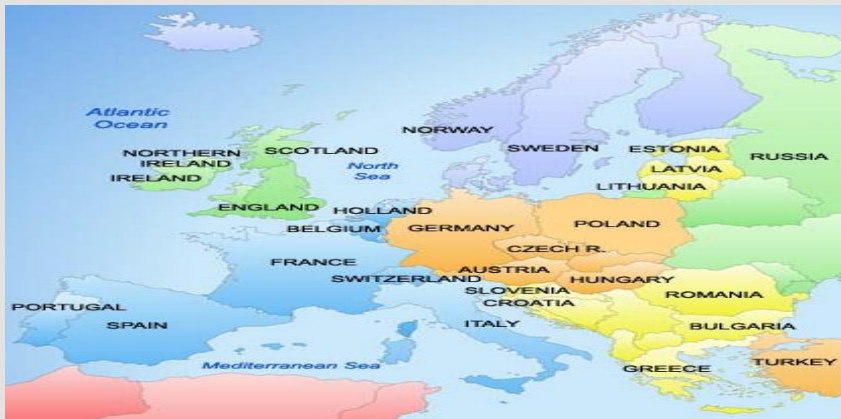 Atlantic
Ocean
NORWAY
SWEDEN
ESTONIA
RUSSIA
NORTHERN
IRELAND
SCOTLAND
North
Sea
LATVIA
IRELAND
LITHUANIA
ENGLAND
HOLLAND
BELGIUM
GERMANY
POLAND
CZECH R.
FRANCE
SWITZERLAND
AUSTRIA
HUNGARY
SLOVENIA
CROATIA
ROMANIA
PORTUGAL
SPAIN
ITALY
BULGARIA
Mediterranean Sea
GREECE
TURKEY